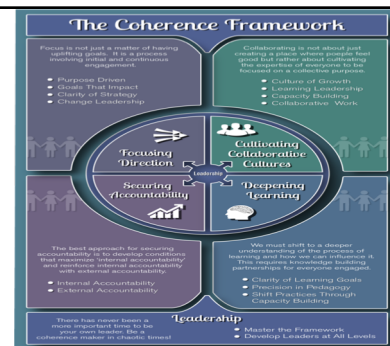 The Coherence Framework
Focus is not just a matter of having
uplifting goals. It is a process
involving initial and continuous
engagement.
• Purpose Driven
• Goals That Impact
• Clarity of Strategy
• Change Leadership
Collaborating is not about just
creating a place where people feel
good but rather about cultivating
the expertise of everyone to be
focused on a collective purpose.
• Culture of Growth
• Learning Leadership
• Capacity Building
• Collaborative Work
Focusing
Direction
Cultivating
Collaborative
Cultures
Leadership
Securing
Accountability
Deepening
Learning
The best approach for securing
accountability is to develop conditions
that maximize 'internal accountability'
and reinforce internal accountability
with external accountability.
• Internal Accountability
• External Accountability
We must shift to a deeper
understanding of the process of
learning and how we can influence it.
This requires knowledge building
partnerships for everyone engaged.
• Clarity of Learning Goals
• Precision in Pedagogy
• Shift Practices Through
Capacity Building
Leadership
There has never been a
more important time to be
your own leader. Be a
coherence maker in chaotic times!
• Master the Framework
• Develop Leaders at All Levels